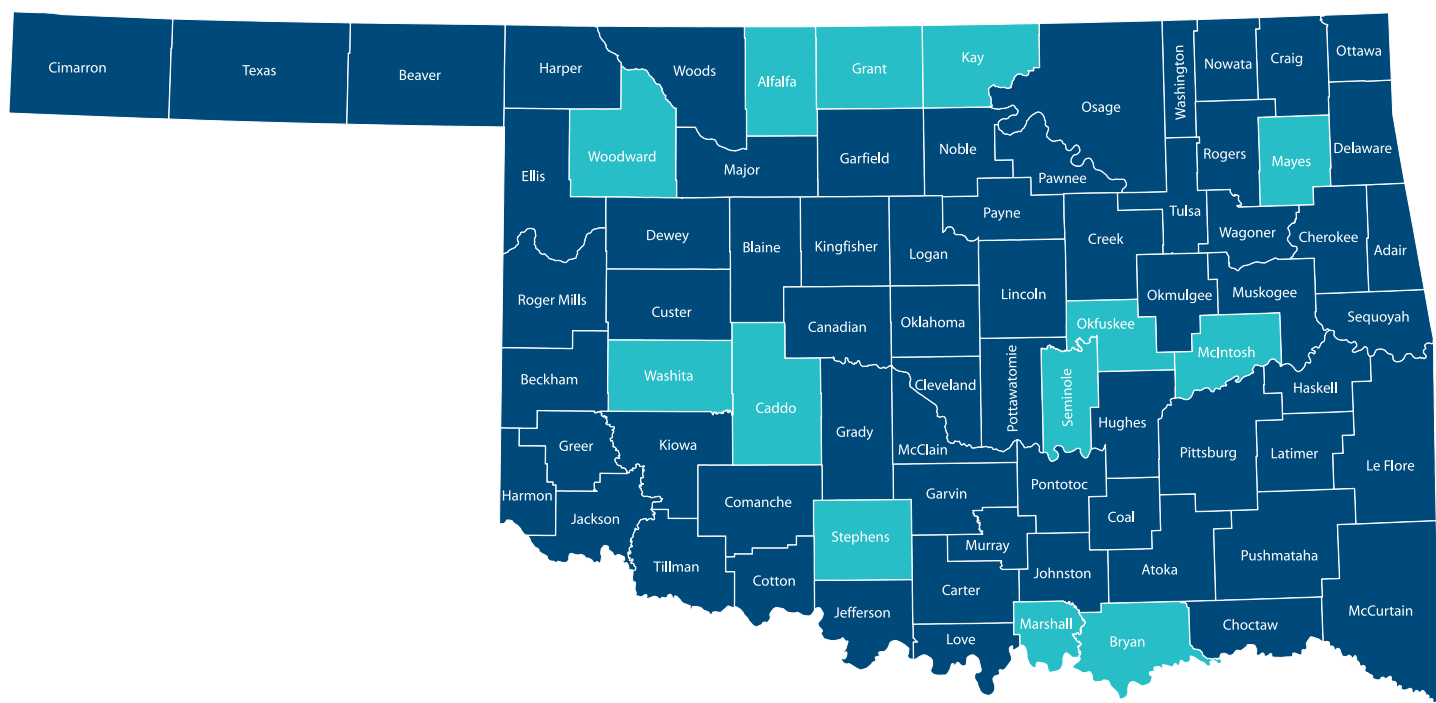 Cimarron
Texas
Beaver
Harper
Woods
Alfalfa
Grant
Kay
Osage
Washington
Nowata
Craig
Ottawa
Woodward
Ellis
Major
Garfield
Noble
Pawnee
Rogers
Mayes
Delaware
Dewey
Blaine
Kingfisher
Logan
Payne
Creek
Tulsa
Wagoner
Cherokee
Adair
Roger Mills
Custer
Canadian
Oklahoma
Lincoln
Okmulgee
Muskogee
Sequoyah
Okfuskee
McIntosh
Beckham
Washita
Caddo
Grady
Cleveland
Pottawatomie
Seminole
Hughes
Haskell
Greer
Kiowa
McClain
Pittsburg
Latimer
Le Flore
Harmon
Jackson
Comanche
Garvin
Pontotoc
Coal
Stephens
Murray
Tillman
Cotton
Johnston
Atoka
Pushmataha
Carter
Jefferson
Love
Marshall
Bryan
Choctaw
McCurtain